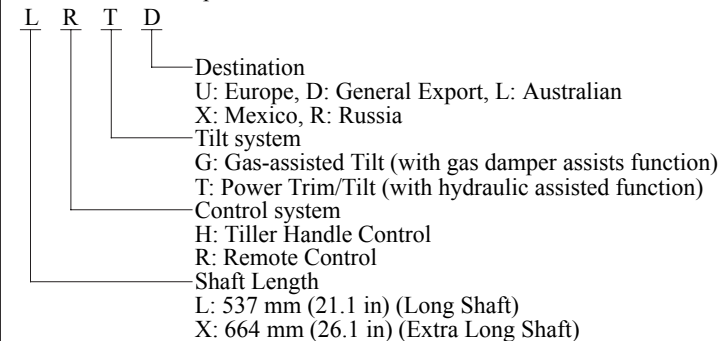 L R T D
Destination
U: Europe, D: General Export, L: Australian
X: Mexico, R: Russia
Tilt system
G: Gas-assisted Tilt (with gas damper assists function)
T: Power Trim/Tilt (with hydraulic assisted function)
Control system
H: Tiller Handle Control
R: Remote Control
Shaft Length
L: 537 mm (21.1 in) (Long Shaft)
X: 664 mm (26.1 in) (Extra Long Shaft)